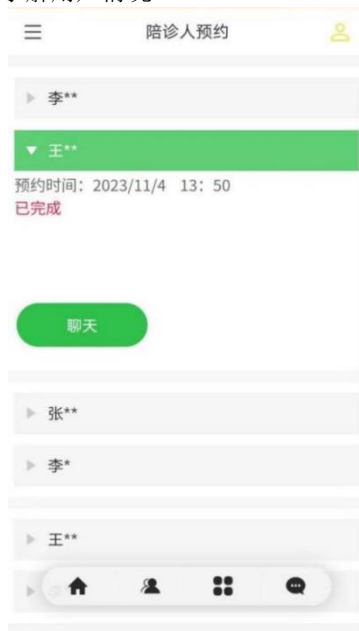 陪诊人预约
李**
王**
预约时间：2023/11/4 13：50
已完成
聊天
张**
李*
王**